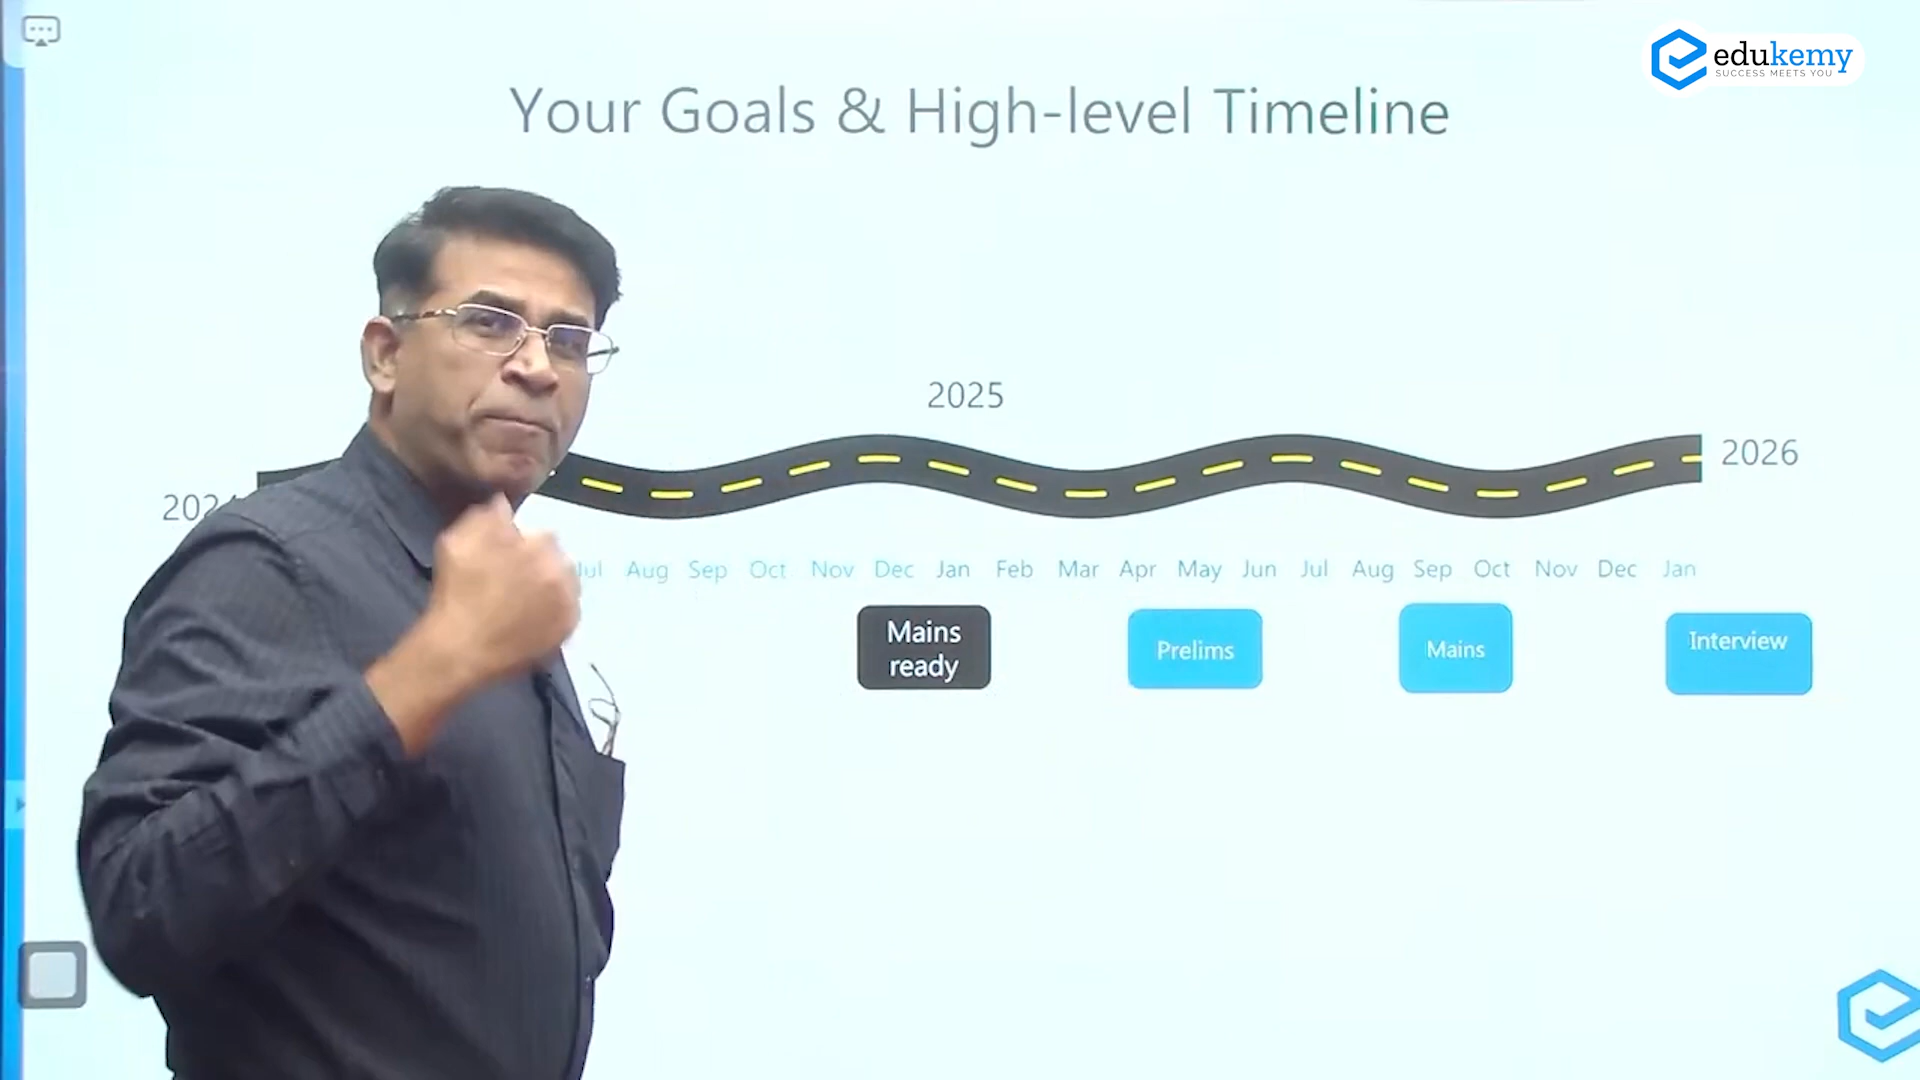 edukemy
SUCCESS MEETS YOU
Your Goals & High-level Timeline
2025
2026
Jul Aug Sep Oct Nov Dec Jan Feb Mar Apr May Jun Jul Aug Sep Oct Nov Dec Jan
Mains
ready
Prelims
Mains
Interview